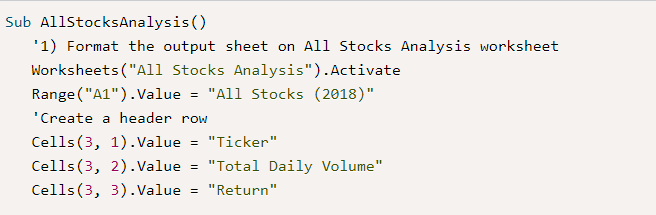 Sub AllStocksAnalysis()
'1) Format the output sheet on All Stocks Analysis worksheet
Worksheets("All Stocks Analysis").Activate
Range("A1").Value = "All Stocks (2018)"
'Create a header row
Cells(3, 1).Value = "Ticker"
Cells(3, 2).Value = "Total Daily Volume"
Cells(3, 3).Value = "Return"